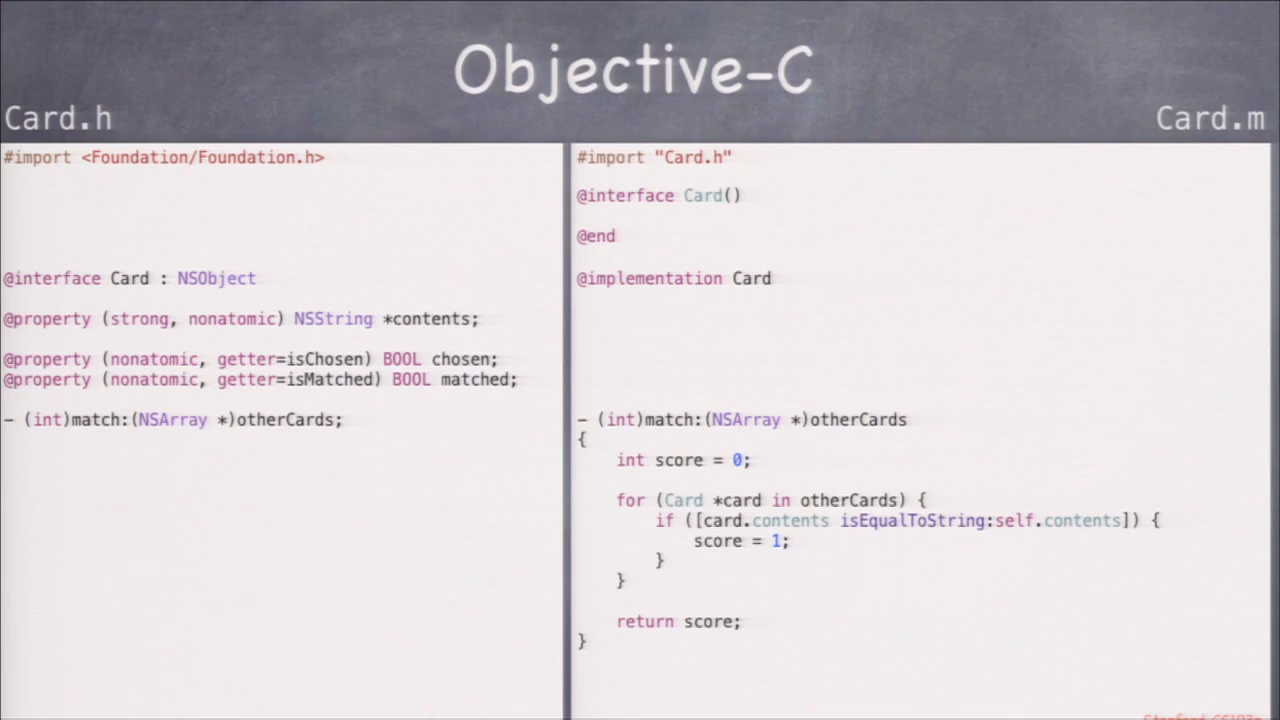 Objective-C
Card.h
Card.m
#import <Foundation/Foundation.h>
@interface Card : NSObject
@property (strong, nonatomic) NSString *contents;
@property (nonatomic, getter=isChosen) BOOL chosen;
@property (nonatomic, getter=isMatched) BOOL matched;
- (int)match:(NSArray *)otherCards;
#import "Card.h"
@interface Card()
@end
@implementation Card
- (int)match:(NSArray *)otherCards
{
int score = 0;
for (Card *card in otherCards) {
if ([card.contents isEqualToString:self.contents]) {
score = 1;
}
}
return score;
}